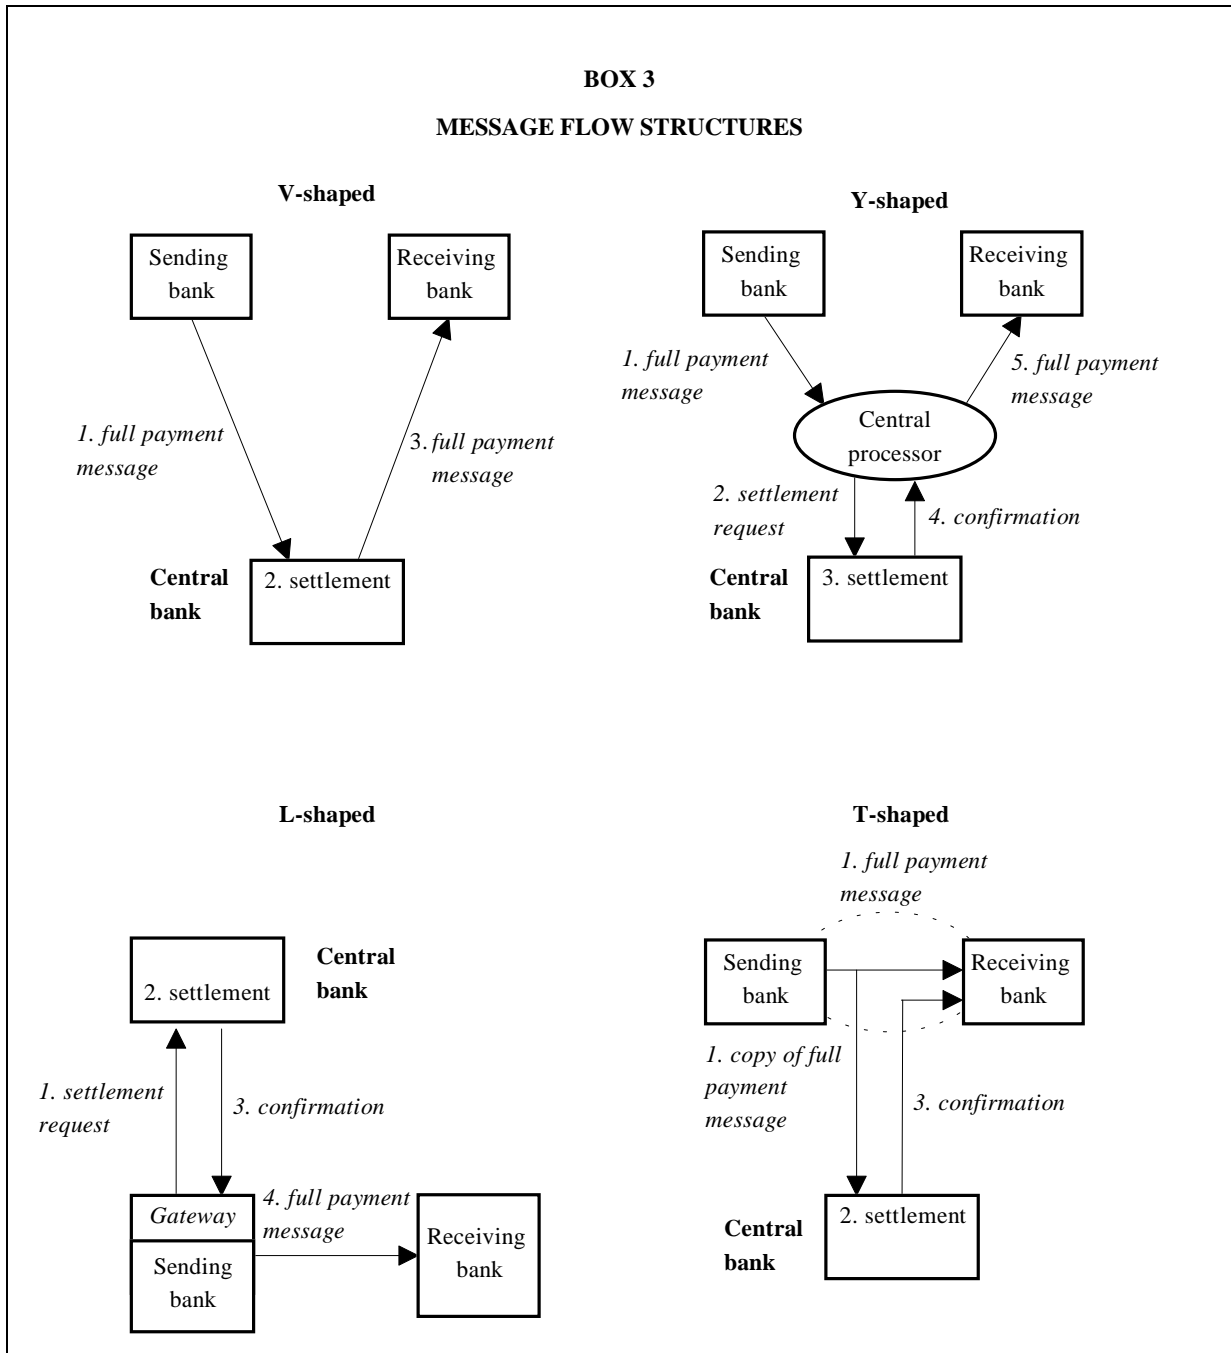 BOX 3
MESSAGE FLOW STRUCTURES
V-shaped
Sending
bank
Receiving
bank
1. full payment
message
3. full payment
message
Central
bank
2. settlement
Y-shaped
Sending
bank
Receiving
bank
1. full payment
message
5. full payment
message
Central
processor
2. settlement
request
4. confirmation
Central
bank
3. settlement
L-shaped
2. settlement
Central
bank
1. settlement
request
3. confirmation
Gateway
Sending
bank
4. full payment
message
Receiving
bank
T-shaped
1. full payment
message
Sending
bank
Receiving
bank
1. copy of full
payment
message
3. confirmation
Central
bank
2. settlement